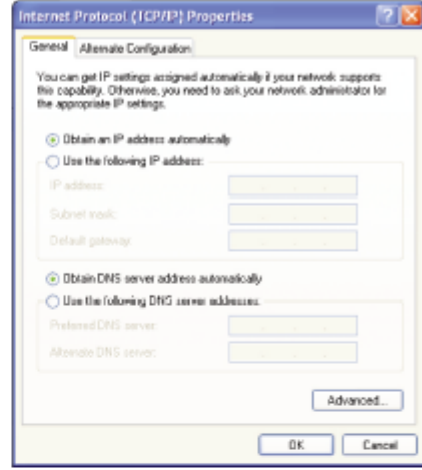 Internet Protocol (TCP/IP) Properties
General
Alternate Configuration
You can get IP settings assigned automatically if your network supports
this capability. Otherwise, you need to ask your network administrator for
the appropriate IP settings.
Obtain an IP address automatically
Use the following IP address:
IP address:
Subnet mask:
Default gateway:
Obtain DNS server address automatically
Use the following DNS server addresses:
Preferred DNS server:
Alternate DNS server:
Advanced...
OK
Cancel